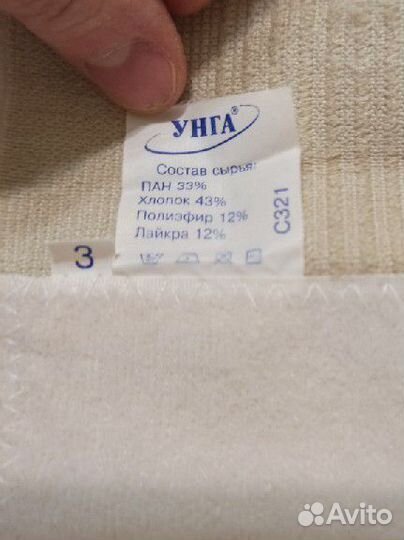 УНГА®
Состав сырья:
ПАН 33%
Хлопок 43%
Полиэфир 12%
Лайкра 12%
С321
3
Avito